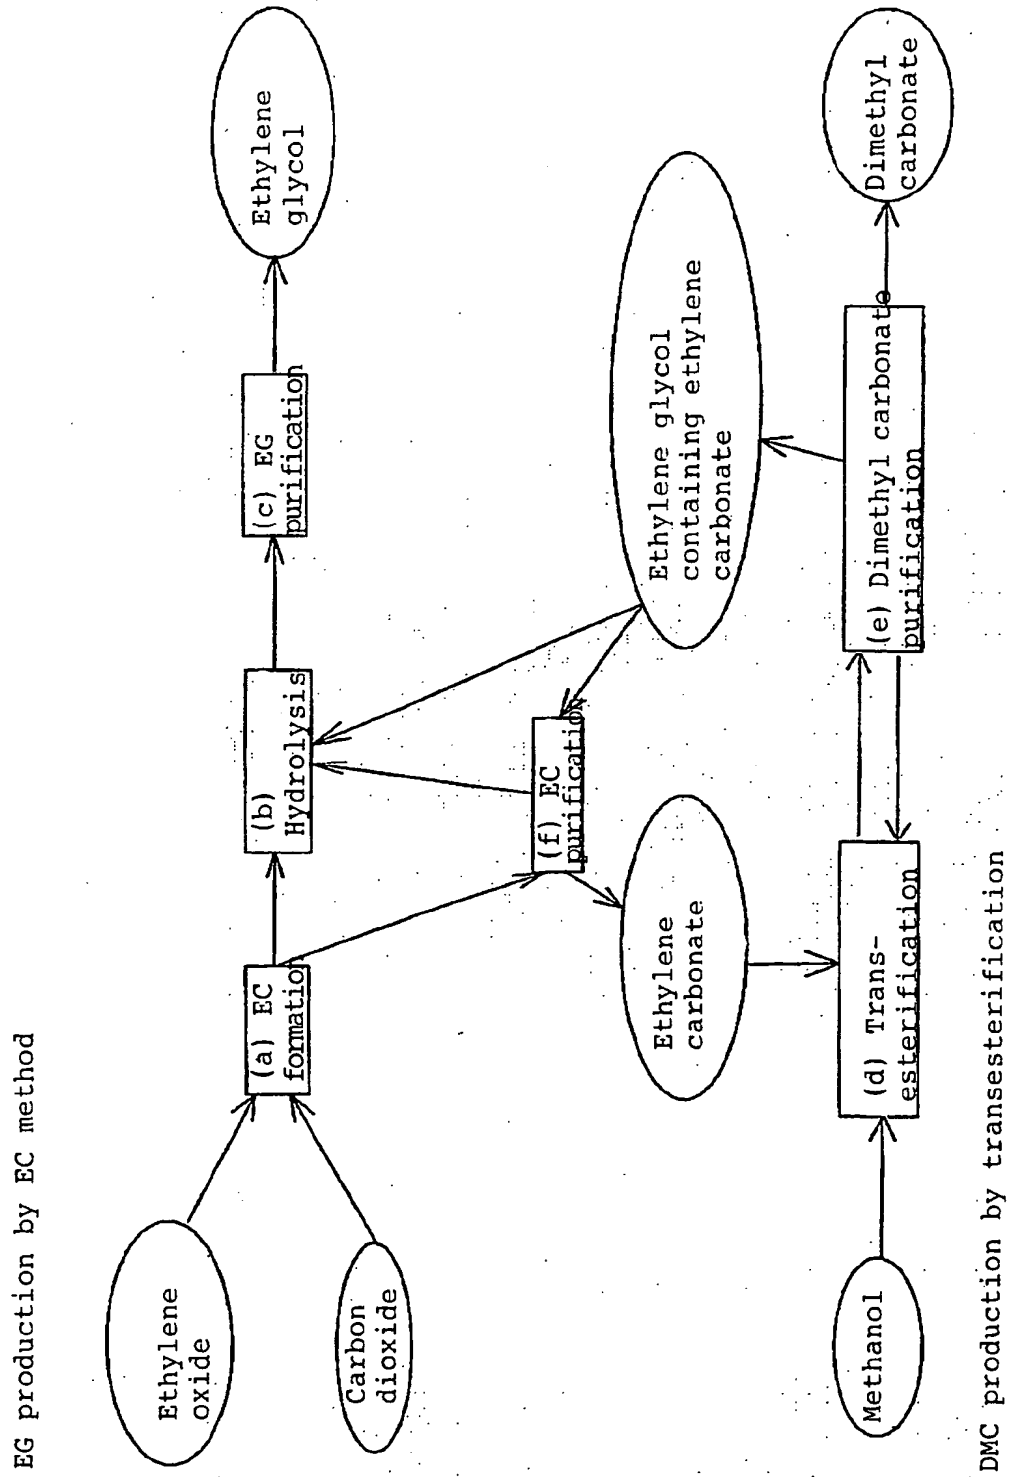 EG production by EC method
Ethylene
oxide
Carbon
dioxide
(a) EC
formation
(b)
Hydrolysis
(c) EG
purification
Ethylene
glycol
(f) EC
purification
Ethylene
carbonate
Ethylene glycol
containing ethylene
carbonate
Methanol
(d) Trans-
esterification
(e) Dimethyl carbonate
purification
Dimethyl
carbonate
DMC production by transesterification